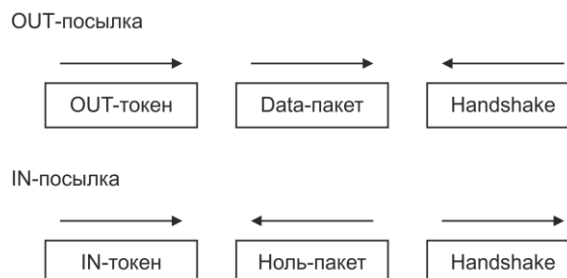 OUT-посылка
OUT-токен Data-пакет Handshake
IN-посылка
IN-токен Ноль-пакет Handshake